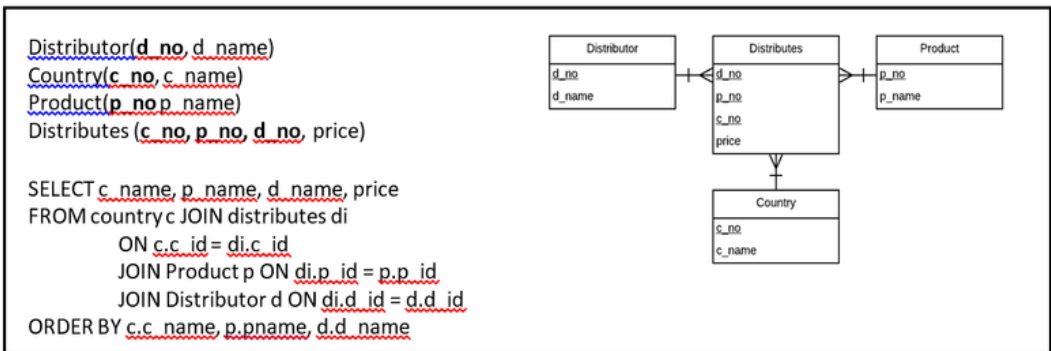 Distributor(d_no, d_name)
Country(c_no, c_name)
Product(p_no p_name)
Distributes (c_no, p_no, d_no, price)
SELECT c_name, p_name, d_name, price
FROM country c JOIN distributes di
ON c.c_id = di.c_id
JOIN Product p ON di.p_id = p.p_id
JOIN Distributor d ON di.d_id = d.d_id
ORDER BY c.c_name, p.pname, d.d_name
Distributor
d_no
d_name
Distributes
d_no
p_no
c_no
price
Product
p_no
p_name
Country
c_no
c_name